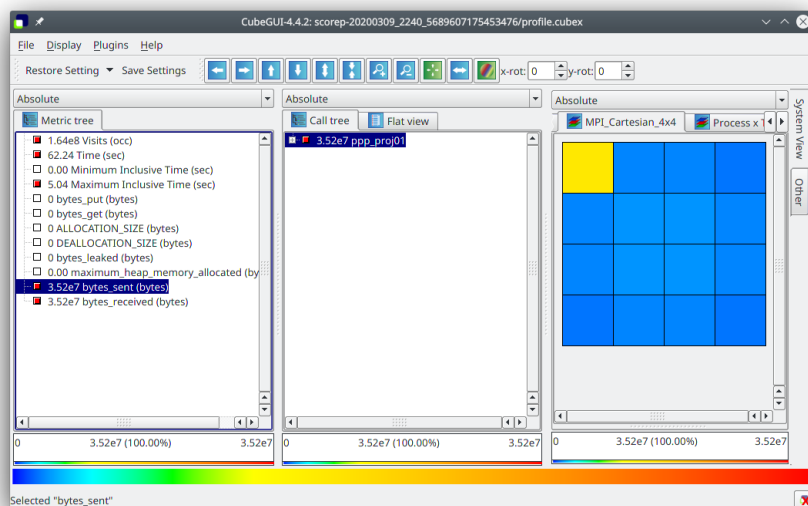 CubeGUI-4.4.2: scorep-20200309_2240_5689607175453476/profile.cubex
File Display Plugins Help
Restore Setting Save Settings x-rot: 0 y-rot: 0
Absolute Absolute Absolute
Metric tree Call tree Flat view MPI_Cartesian_4x4 Process x
System View
Other
1.64e8 Visits (occ)
62.24 Time (sec)
0.00 Minimum Inclusive Time (sec)
5.04 Maximum Inclusive Time (sec)
0 bytes_put (bytes)
0 bytes_get (bytes)
0 ALLOCATION_SIZE (bytes)
0 DEALLOCATION_SIZE (bytes)
0 bytes_leaked (bytes)
0.00 maximum_heap_memory_allocated (by
3.52e7 bytes_sent (bytes)
3.52e7 bytes_received (bytes)
3.52e7 ppp_proj01
0 3.52e7 (100.00%) 3.52e7
0 3.52e7 (100.00%) 3.52e7
0 3.52e7 (100.00%) 3.52e7
Selected "bytes_sent"